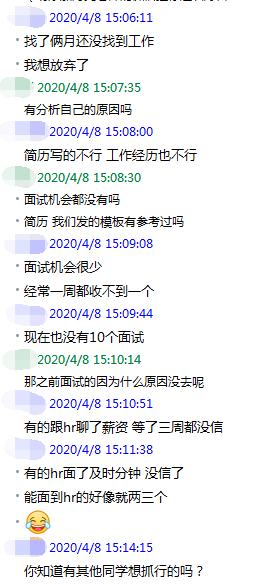 2020/4/8 15:06:11
找了俩月还没找到工作
我想放弃了
2020/4/8 15:07:35
有分析自己的原因吗
2020/4/8 15:08:00
简历写的不行 工作经历也不行
2020/4/8 15:08:30
面试机会都没有吗
简历 我们发的模板有参考过吗
2020/4/8 15:09:08
面试机会很少
经常一周都收不到一个
2020/4/8 15:09:44
现在也没有10个面试
2020/4/8 15:10:14
那之前面试的因为什么原因没去呢
2020/4/8 15:10:51
有的跟hr聊了薪资 等了三周都没信
2020/4/8 15:11:38
有的hr面了及时分钟 没信了
能面到hr的好像就两三个
2020/4/8 15:14:15
你知道有其他同学想抓行的吗？